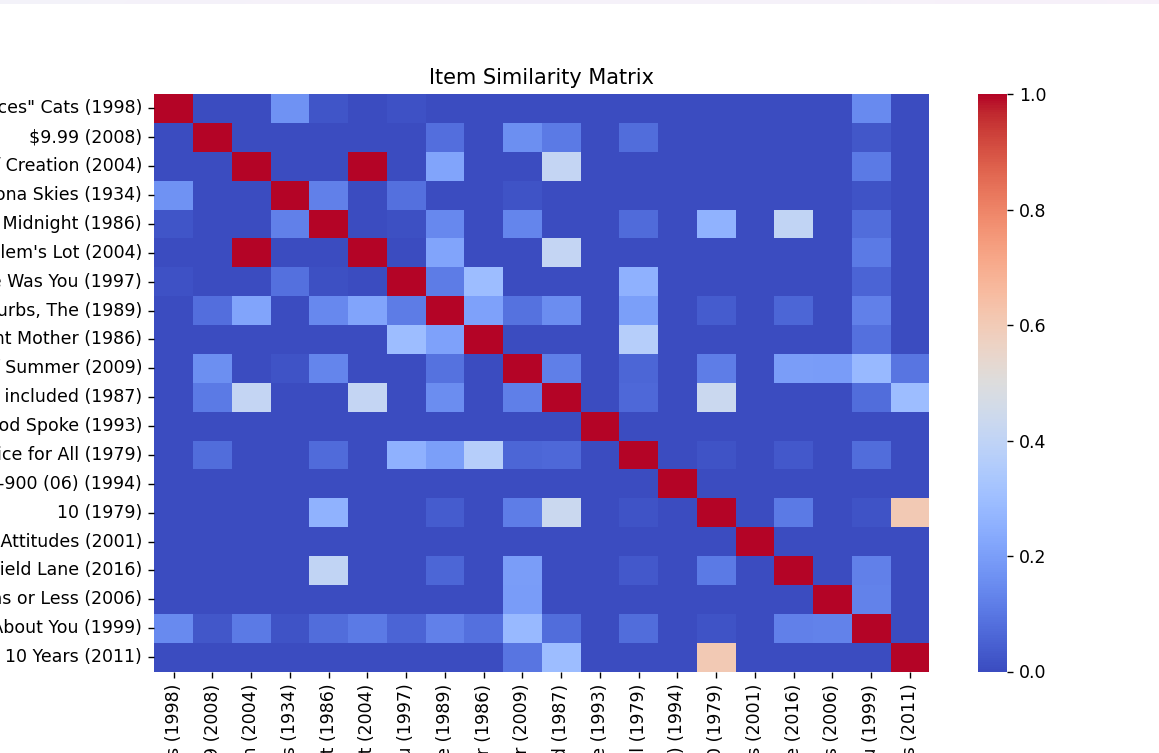 Item Similarity Matrix
ces" Cats (1998)
$9.99 (2008)
Creation (2004)
ona Skies (1934)
Midnight (1986)
lem's Lot (2004)
e Was You (1997)
urbs, The (1989)
nt Mother (1986)
Summer (2009)
included (1987)
od Spoke (1993)
ice for All (1979)
-900 (06) (1994)
10 (1979)
Attitudes (2001)
ield Lane (2016)
ns or Less (2006)
About You (1999)
10 Years (2011)
1.0
0.8
0.6
0.4
0.2
0.0
s (1998)
9 (2008)
n (2004)
s (1934)
t (1986)
t (2004)
u (1997)
e (1989)
r (1986)
r (2009)
d (1987)
e (1993)
l (1979)
) (1994)
0 (1979)
s (2001)
e (2016)
s (2006)
u (1999)
s (2011)